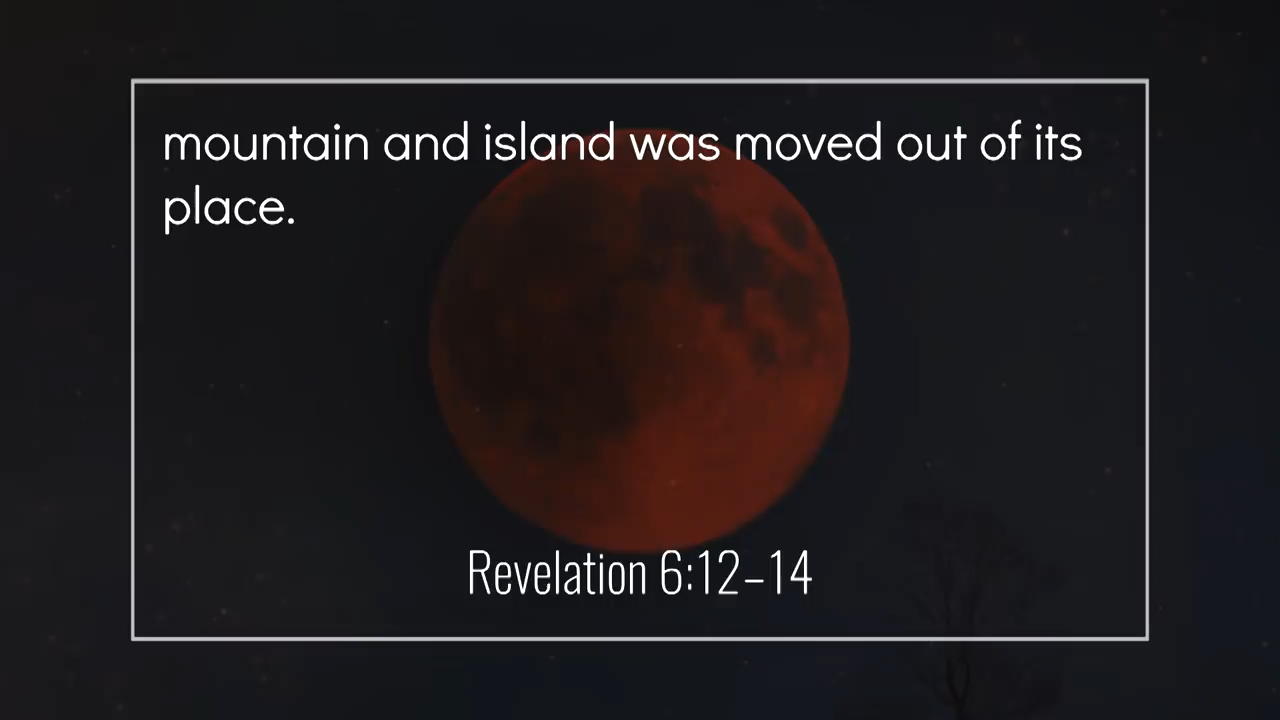 mountain and island was moved out of its
place.
Revelation 6:12–14